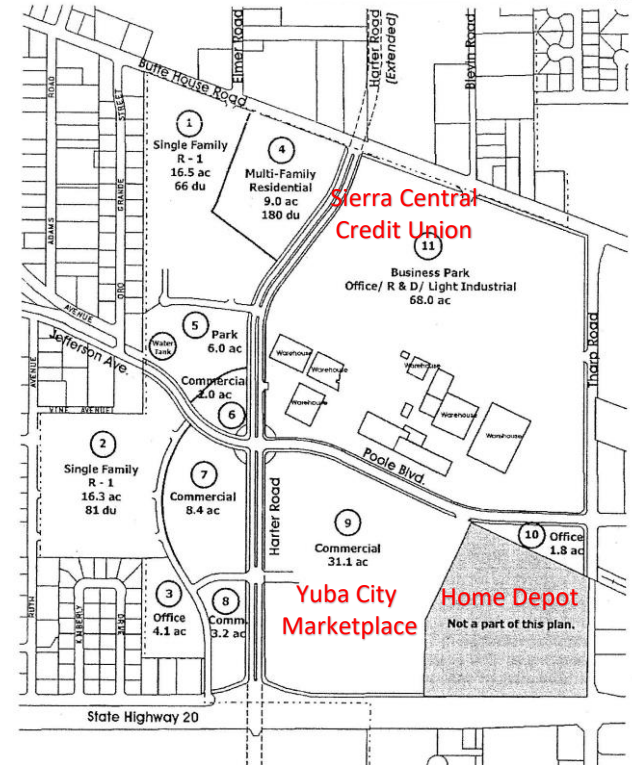 Butte House Road
Elmer Road
Harter Road
(Extended)
Blevin Road
ROAD
ADAMS
STREET
GRANDE
ORO
1
Single Family
R - 1
16.5 ac
66 du
4
Multi-Family
Residential
9.0 ac
180 du
Sierra Central
Credit Union
11
Business Park
Office/ R & D/ Light Industrial
68.0 ac
AVENUE
Jefferson Ave.
5
Park
6.0 ac
Water
Tank
Commercial
6
Warehouse
Warehouse
Warehouse
Warehouse
Warehouse
Warehouse
Tharp Road
AVENUE
VINE AVENUE
2
Single Family
R - 1
16.3 ac
81 du
7
Commercial
8.4 ac
Harter Road
Poole Blvd.
9
Commercial
31.1 ac
10
Office
1.8 ac
Yuba City
Marketplace
Home Depot
Not a part of this plan.
RUTH
KIMBERLY
DRIVE
3
Office
4.1 ac
8
Comm.
3.2 ac
State Highway 20